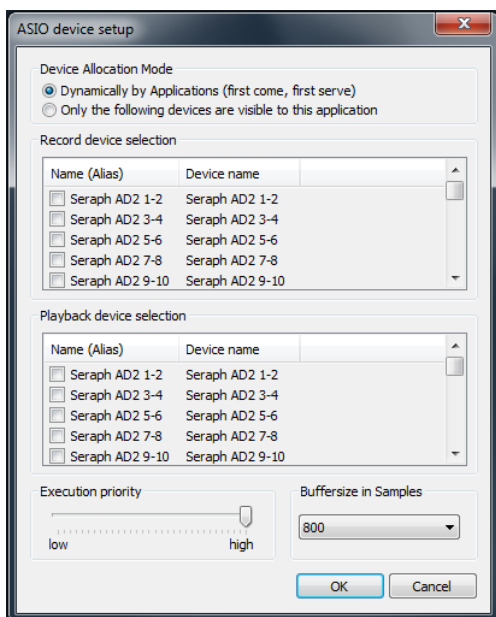 ASIO device setup
Device Allocation Mode
Dynamically by Applications (first come, first serve)
Only the following devices are visible to this application
Record device selection
Name (Alias) Device name
Seraph AD2 1-2 Seraph AD2 1-2
Seraph AD2 3-4 Seraph AD2 3-4
Seraph AD2 5-6 Seraph AD2 5-6
Seraph AD2 7-8 Seraph AD2 7-8
Seraph AD2 9-10 Seraph AD2 9-10
Playback device selection
Name (Alias) Device name
Seraph AD2 1-2 Seraph AD2 1-2
Seraph AD2 3-4 Seraph AD2 3-4
Seraph AD2 5-6 Seraph AD2 5-6
Seraph AD2 7-8 Seraph AD2 7-8
Seraph AD2 9-10 Seraph AD2 9-10
Execution priority Buffersize in Samples
800
low high
OK Cancel